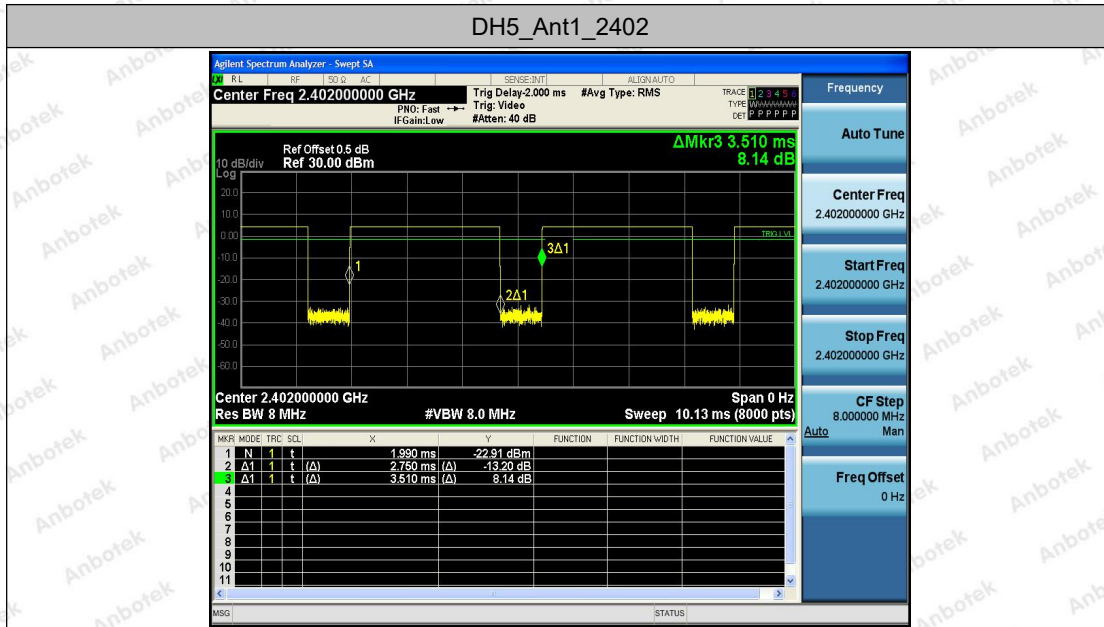 DH5_Ant1_2402
Agilent Spectrum Analyzer - Swept SA
RL RF 50 Ω AC SENSE:INT ALIGNAUTO
Center Freq 2.402000000 GHz
PNO: Fast
IFGain:Low
Trig Delay-2.000 ms
Trig: Video
#Atten: 40 dB
#Avg Type: RMS
TRACE 1 2 3 4 5 6
TYPE
DET P P P P P P
Ref Offset 0.5 dB
10 dB/div Ref 30.00 dBm
Log
ΔMkr3 3.510 ms
8.14 dB
20.0
10.0
0.00
-10.0
-20.0
-30.0
-40.0
-50.0
-60.0
TRIG LVL
1
2Δ1
3Δ1
Center 2.402000000 GHz Span 0 Hz
Res BW 8 MHz #VBW 8.0 MHz Sweep 10.13 ms (8000 pts)
MKR MODE TRC SCL X Y FUNCTION FUNCTION WIDTH FUNCTION VALUE
1 N 1 t 1.990 ms -22.91 dBm
2 Δ1 1 t (Δ) 2.750 ms (Δ) -13.20 dB
3 Δ1 1 t (Δ) 3.510 ms (Δ) 8.14 dB
4
5
6
7
8
9
10
11
MSG STATUS
Frequency
Auto Tune
Center Freq
2.402000000 GHz
Start Freq
2.402000000 GHz
Stop Freq
2.402000000 GHz
CF Step
8.000000 MHz
Auto Man
Freq Offset
0 Hz
Anbotek